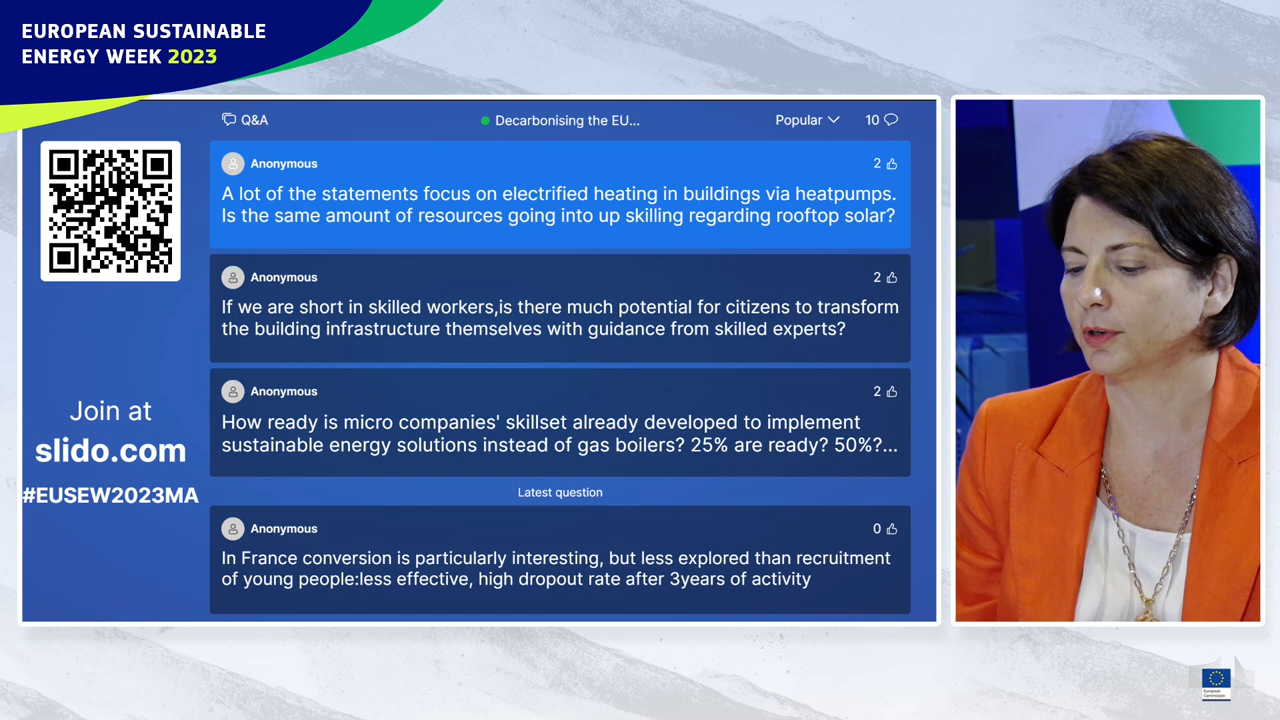 EUROPEAN SUSTAINABLE
ENERGY WEEK 2023
Q&A
Decarbonising the EU...
Popular
10
Anonymous
2
A lot of the statements focus on electrified heating in buildings via heatpumps.
Is the same amount of resources going into up skilling regarding rooftop solar?
Anonymous
2
If we are short in skilled workers,is there much potential for citizens to transform
the building infrastructure themselves with guidance from skilled experts?
Anonymous
2
How ready is micro companies' skillset already developed to implement
sustainable energy solutions instead of gas boilers? 25% are ready? 50%?...
Latest question
Anonymous
0
In France conversion is particularly interesting, but less explored than recruitment
of young people:less effective, high dropout rate after 3years of activity
Join at
slido.com
#EUSEW2023MA
European
Commission